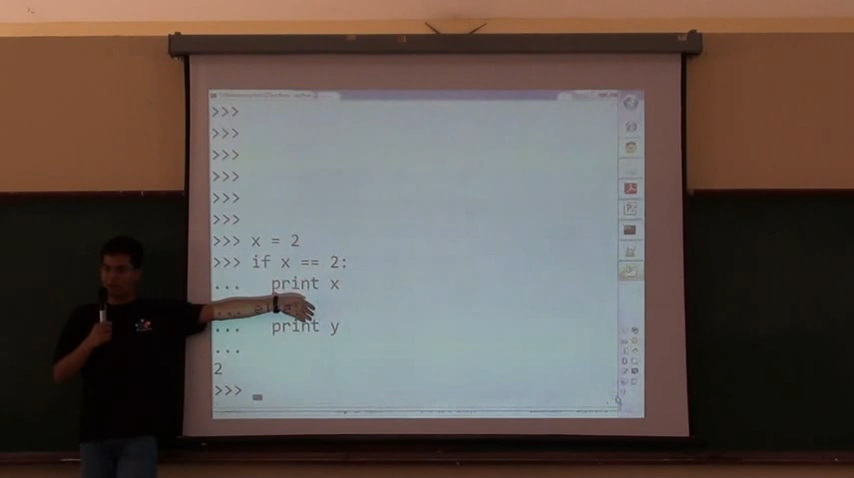 >>>
>>>
>>>
>>>
>>>
>>>
>>> x = 2
>>> if x == 2:
...   print x
...
...   print y
...
2
>>>